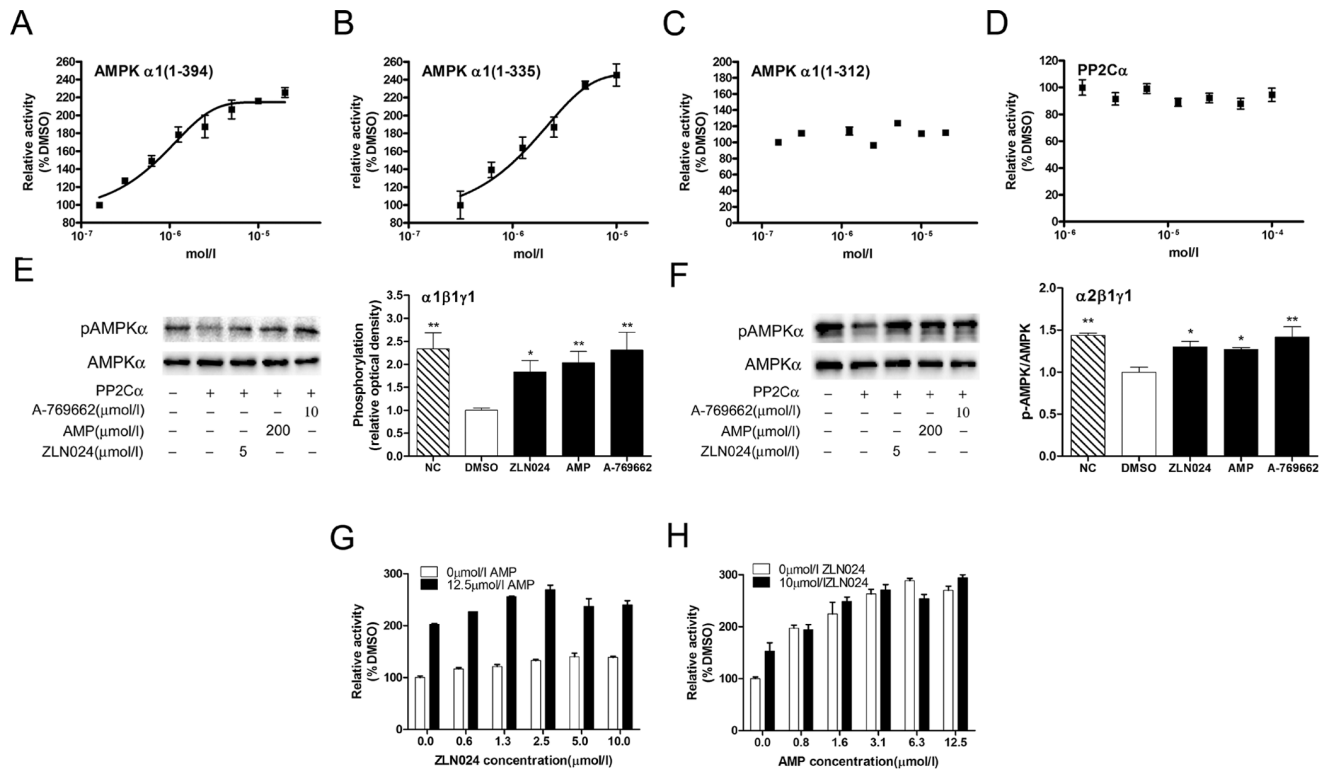 A
B
C
D
AMPK α1(1-394)
Relative activity
(% DMSO)
260
240
220
200
180
160
140
120
100
80
10-7
10-6
10-5
mol/l
AMPK α1(1-335)
relative activity
(% DMSO)
260
240
220
200
180
160
140
120
100
80
10-7
10-6
10-5
mol/l
AMPK α1(1-312)
Relative activity
(% DMSO)
200
180
160
140
120
100
80
60
40
20
0
10-7
10-6
10-5
mol/l
PP2Cα
Relative activity
(% DMSO)
120
100
80
60
40
20
0
10-6
10-5
10-4
mol/l
E
pAMPKα
AMPKα
PP2Cα – + + + +
A-769662(μmol/l) – – – – 10
AMP(μmol/l) – – – 200 –
ZLN024(μmol/l) – – 5 – –
α1β1γ1
Phosphorylation
(relative optical density)
3.5
3.0
2.5
2.0
1.5
1.0
0.5
0.0
** * ** **
NC DMSO ZLN024 AMP A-769662
F
pAMPKα
AMPKα
PP2Cα – + + + +
A-769662(μmol/l) – – – – 10
AMP(μmol/l) – – – 200 –
ZLN024(μmol/l) – – 5 – –
α2β1γ1
p-AMPK/AMPK
2.0
1.5
1.0
0.5
0.0
** * * **
NC DMSO ZLN024 AMP A-769662
G
0μmol/l AMP
12.5μmol/l AMP
Relative activity
(% DMSO)
300
200
100
0
0.0 0.6 1.3 2.5 5.0 10.0
ZLN024 concentration(μmol/l)
H
0μmol/l ZLN024
10μmol/lZLN024
Relative activity
(% DMSO)
300
200
100
0
0.0 0.8 1.6 3.1 6.3 12.5
AMP concentration(μmol/l)